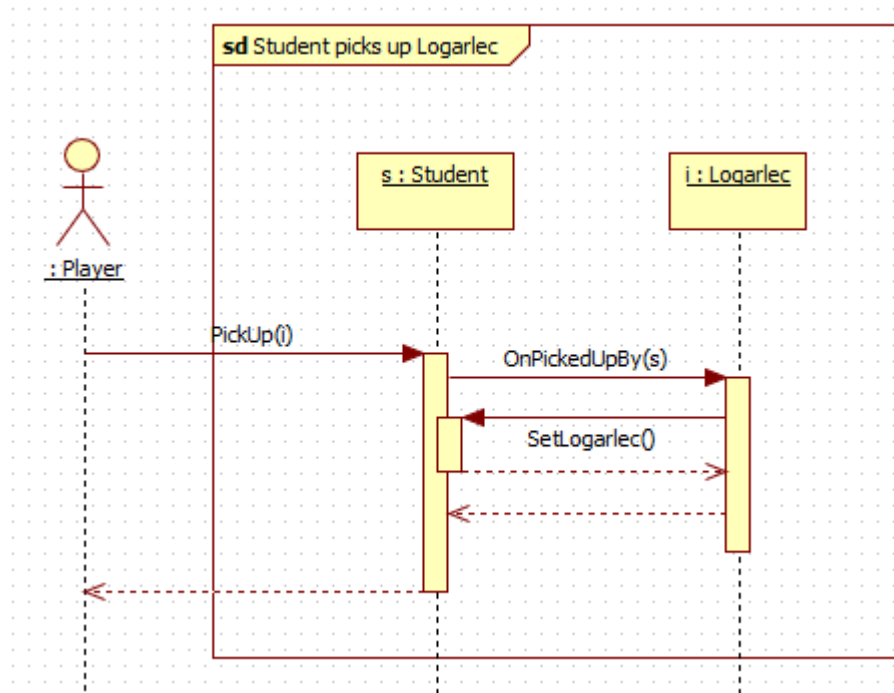 sd Student picks up Logarlec
s : Student
i : Logarlec
: Player
PickUp(i)
OnPickedUpBy(s)
SetLogarlec()